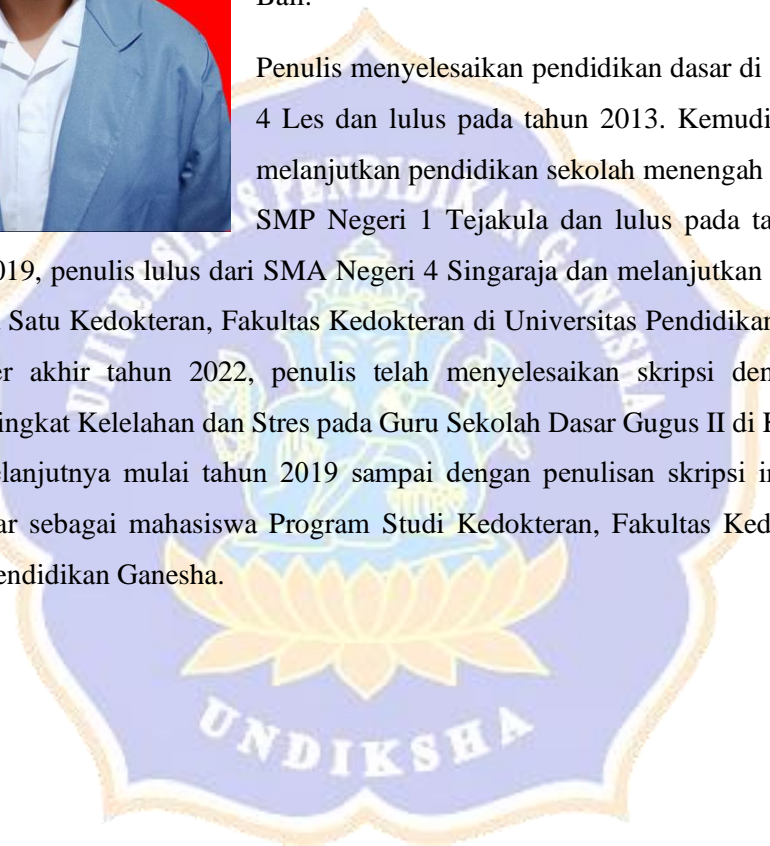 Bali.
Penulis menyelesaikan pendidikan dasar di
4 Les dan lulus pada tahun 2013. Kemudi
melanjutkan pendidikan sekolah menengah
SMP Negeri 1 Tejakula dan lulus pada ta
019, penulis lulus dari SMA Negeri 4 Singaraja dan melanjutkan
Satu Kedokteran, Fakultas Kedokteran di Universitas Pendidikan
er akhir tahun 2022, penulis telah menyelesaikan skripsi den
ingkat Kelelahan dan Stres pada Guru Sekolah Dasar Gugus II di
elanjutnya mulai tahun 2019 sampai dengan penulisan skripsi in
ar sebagai mahasiswa Program Studi Kedokteran, Fakultas Ked
endidikan Ganesha.
UNIVERSITAS PENDIDIKAN GANESHA
UNDIKSHA